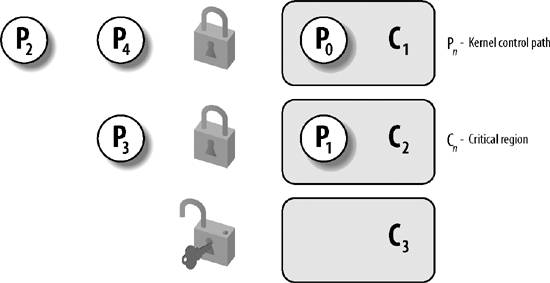 P2 P4 P0 C1 Pn - Kernel control path
P3 P1 C2 Cn - Critical region
C3